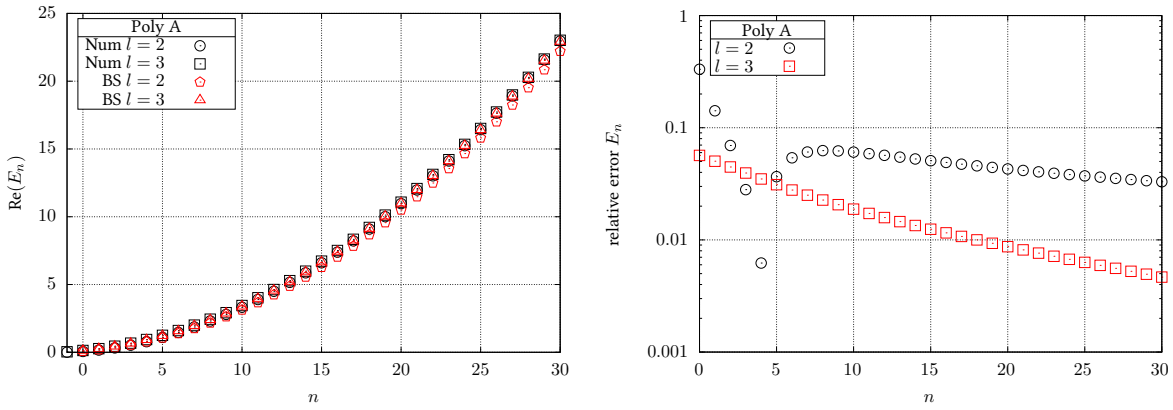 Poly A
Num l = 2
Num l = 3
BS l = 2
BS l = 3
Re(E_n)
25
20
15
10
5
0
0 5 10 15 20 25 30
n
Poly A
l = 2
l = 3
relative error E_n
1
0.1
0.01
0.001
0 5 10 15 20 25 30
n